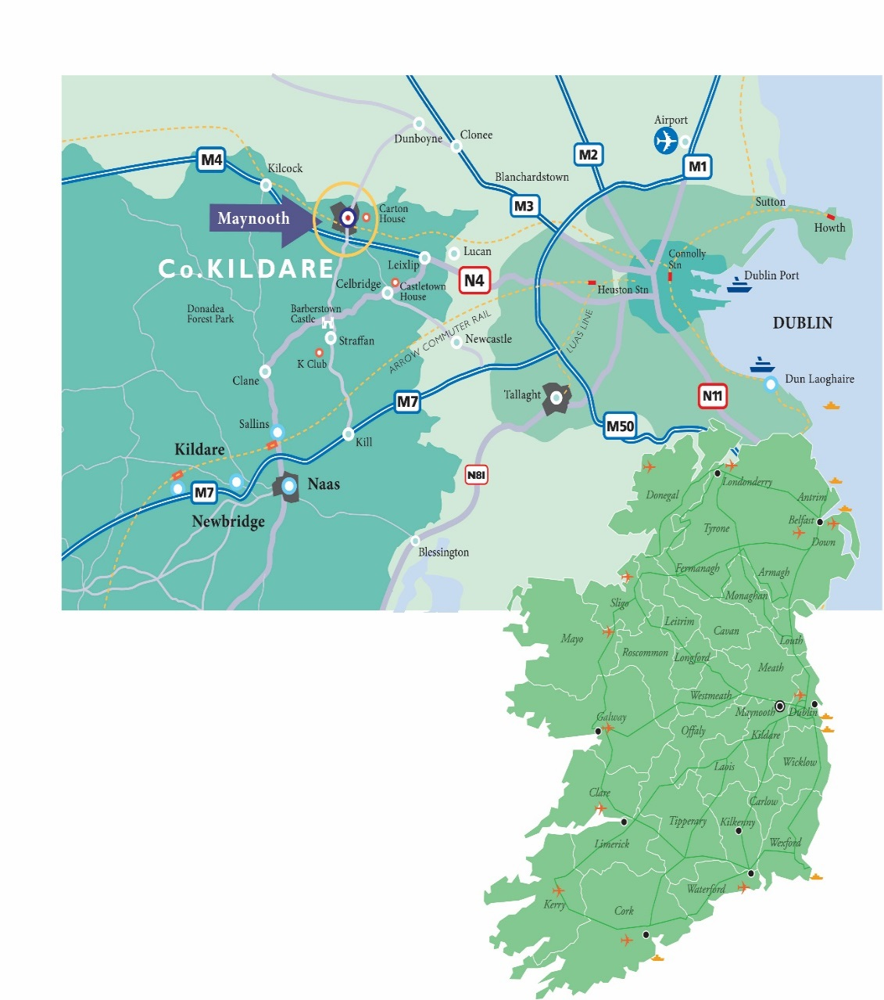 Airport
Clonee
Dunboyne
M2
M4
M1
Kilcock
Blanchardstown
M3
Sutton
Carton
House
Maynooth
Howth
Lucan
Connolly
Stn
Leixlip
Co.KILDARE
N4
Dublin Port
Celbridge
Castletown
House
Heuston Stn
Donadea
Forest Park
Barberstown
Castle
DUBLIN
ARROW COMMUTER RAIL
LUAS LINE
Straffan
Newcastle
K Club
Clane
Dun Laoghaire
Tallaght
N11
M7
Sallins
M50
Kill
Kildare
N81
Naas
M7
Newbridge
Blessington
Londonderry
Donegal
Antrim
Belfast
Tyrone
Down
Fermanagh
Armagh
Monaghan
Sligo
Leitrim
Cavan
Mayo
Louth
Roscommon
Longford
Meath
Westmeath
Maynooth
Dublin
Galway
Offaly
Kildare
Laois
Wicklow
Clare
Carlow
Tipperary
Kilkenny
Limerick
Wexford
Waterford
Kerry
Cork